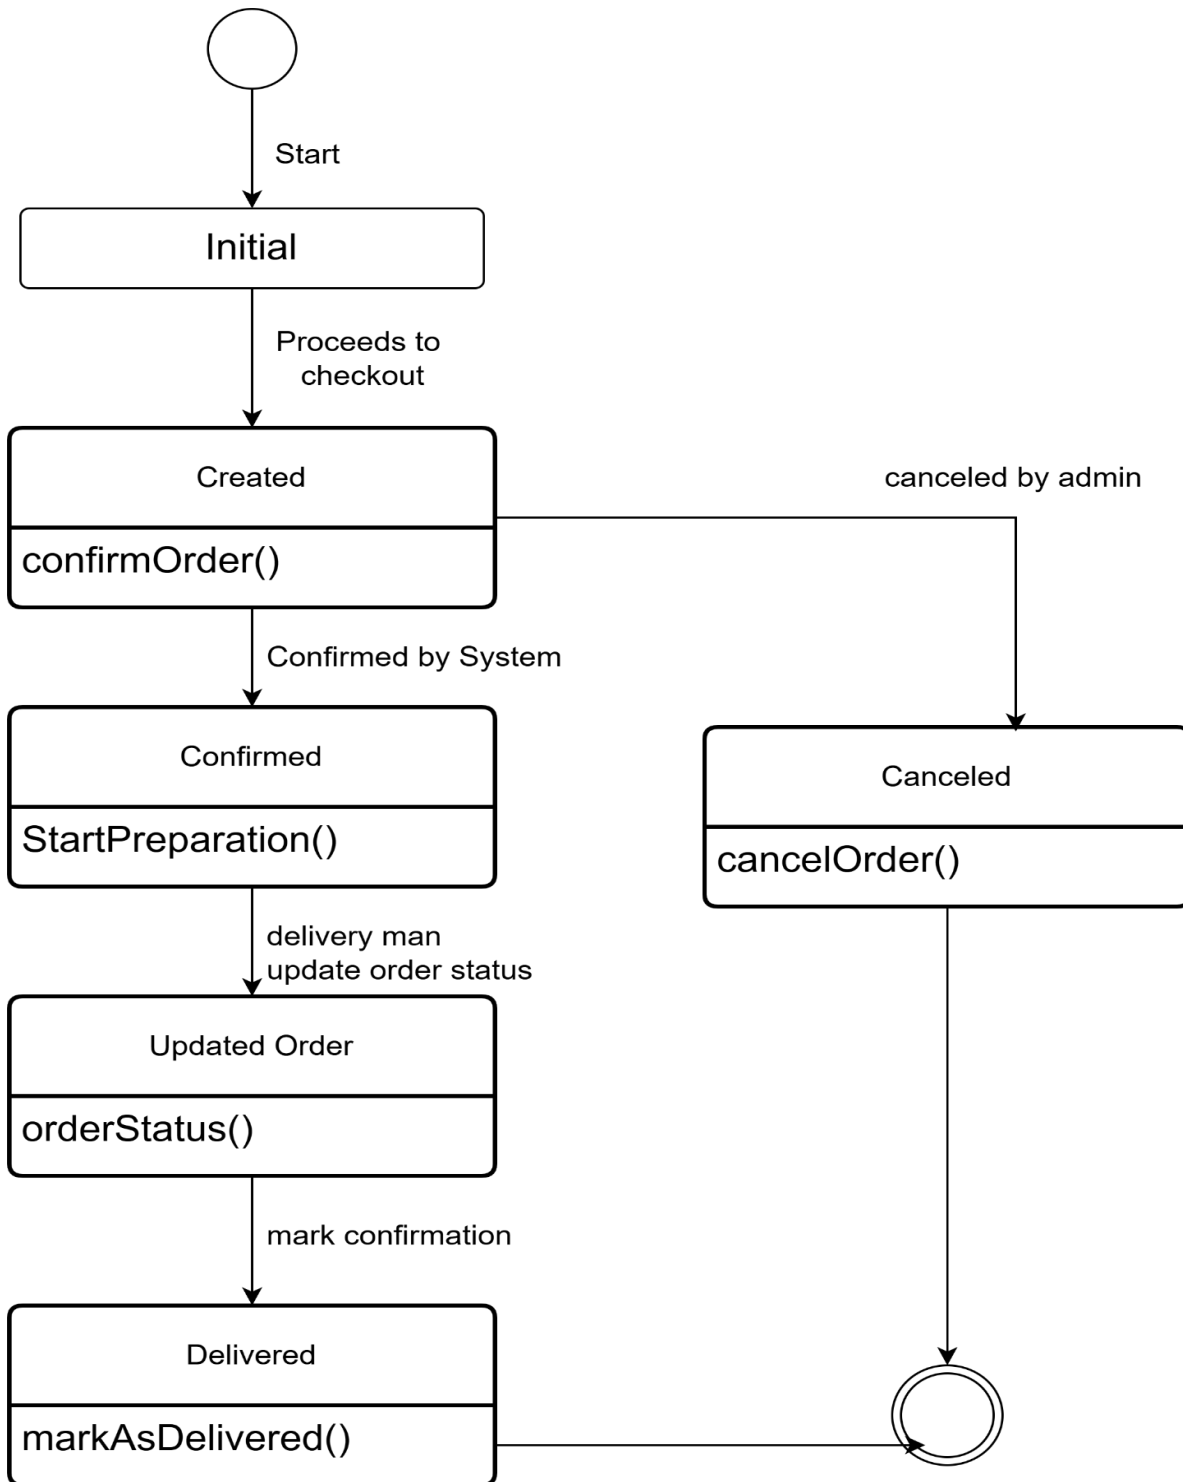 Start
Initial
Proceeds to
checkout
Created
canceled by admin
confirmOrder()
Confirmed by System
Confirmed
Canceled
StartPreparation()
cancelOrder()
delivery man
update order status
Updated Order
orderStatus()
mark confirmation
Delivered
markAsDelivered()